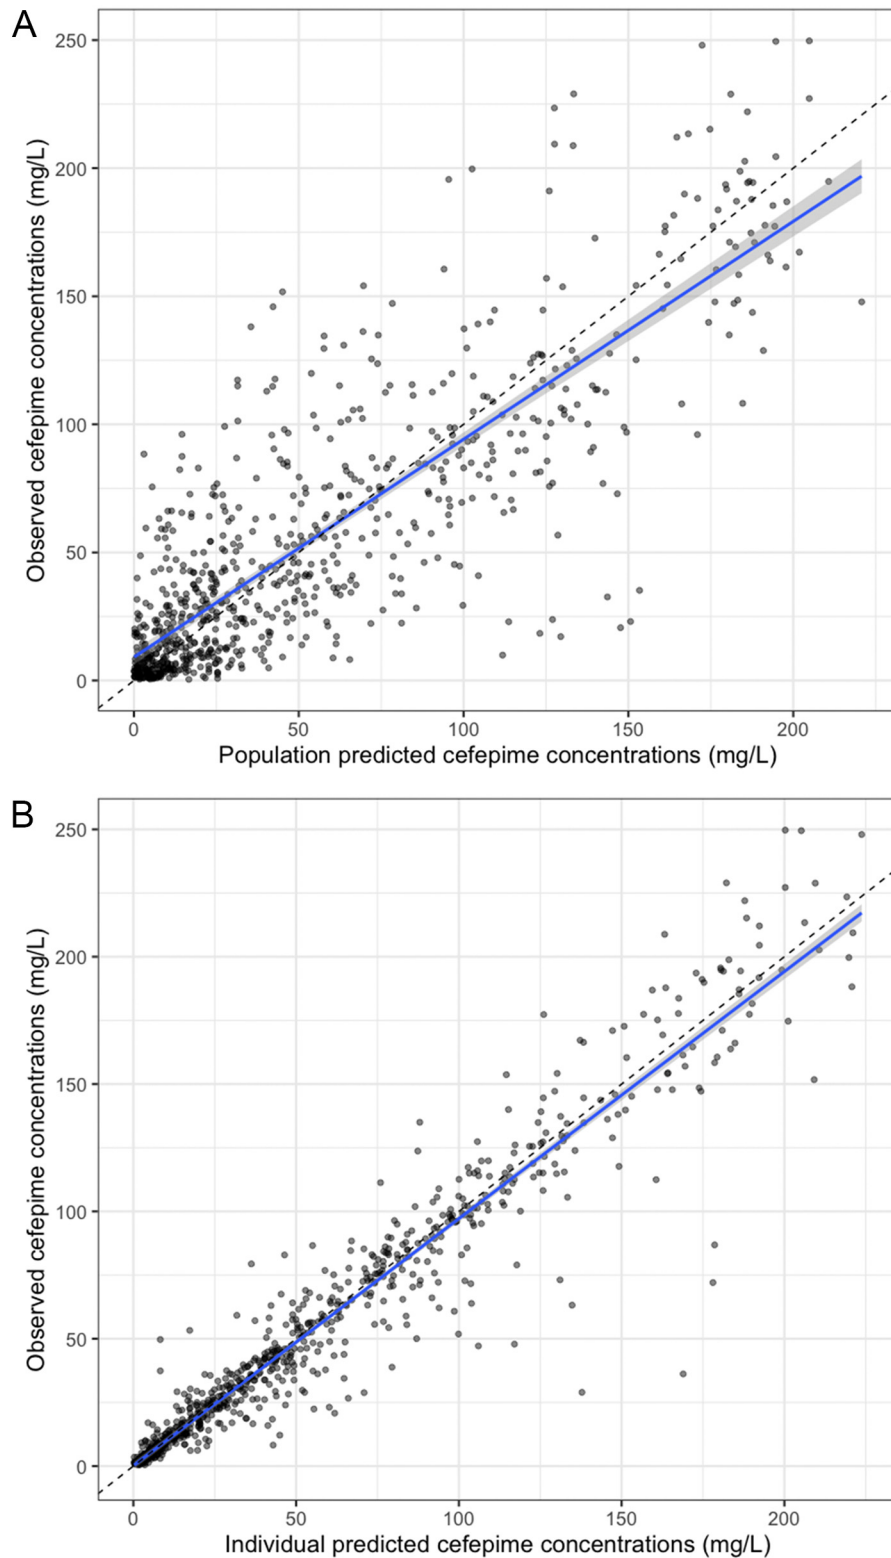 A
Observed cefepime concentrations (mg/L)
250
200
150
100
50
0
0 50 100 150 200
Population predicted cefepime concentrations (mg/L)
B
Observed cefepime concentrations (mg/L)
250
200
150
100
50
0
0 50 100 150 200
Individual predicted cefepime concentrations (mg/L)